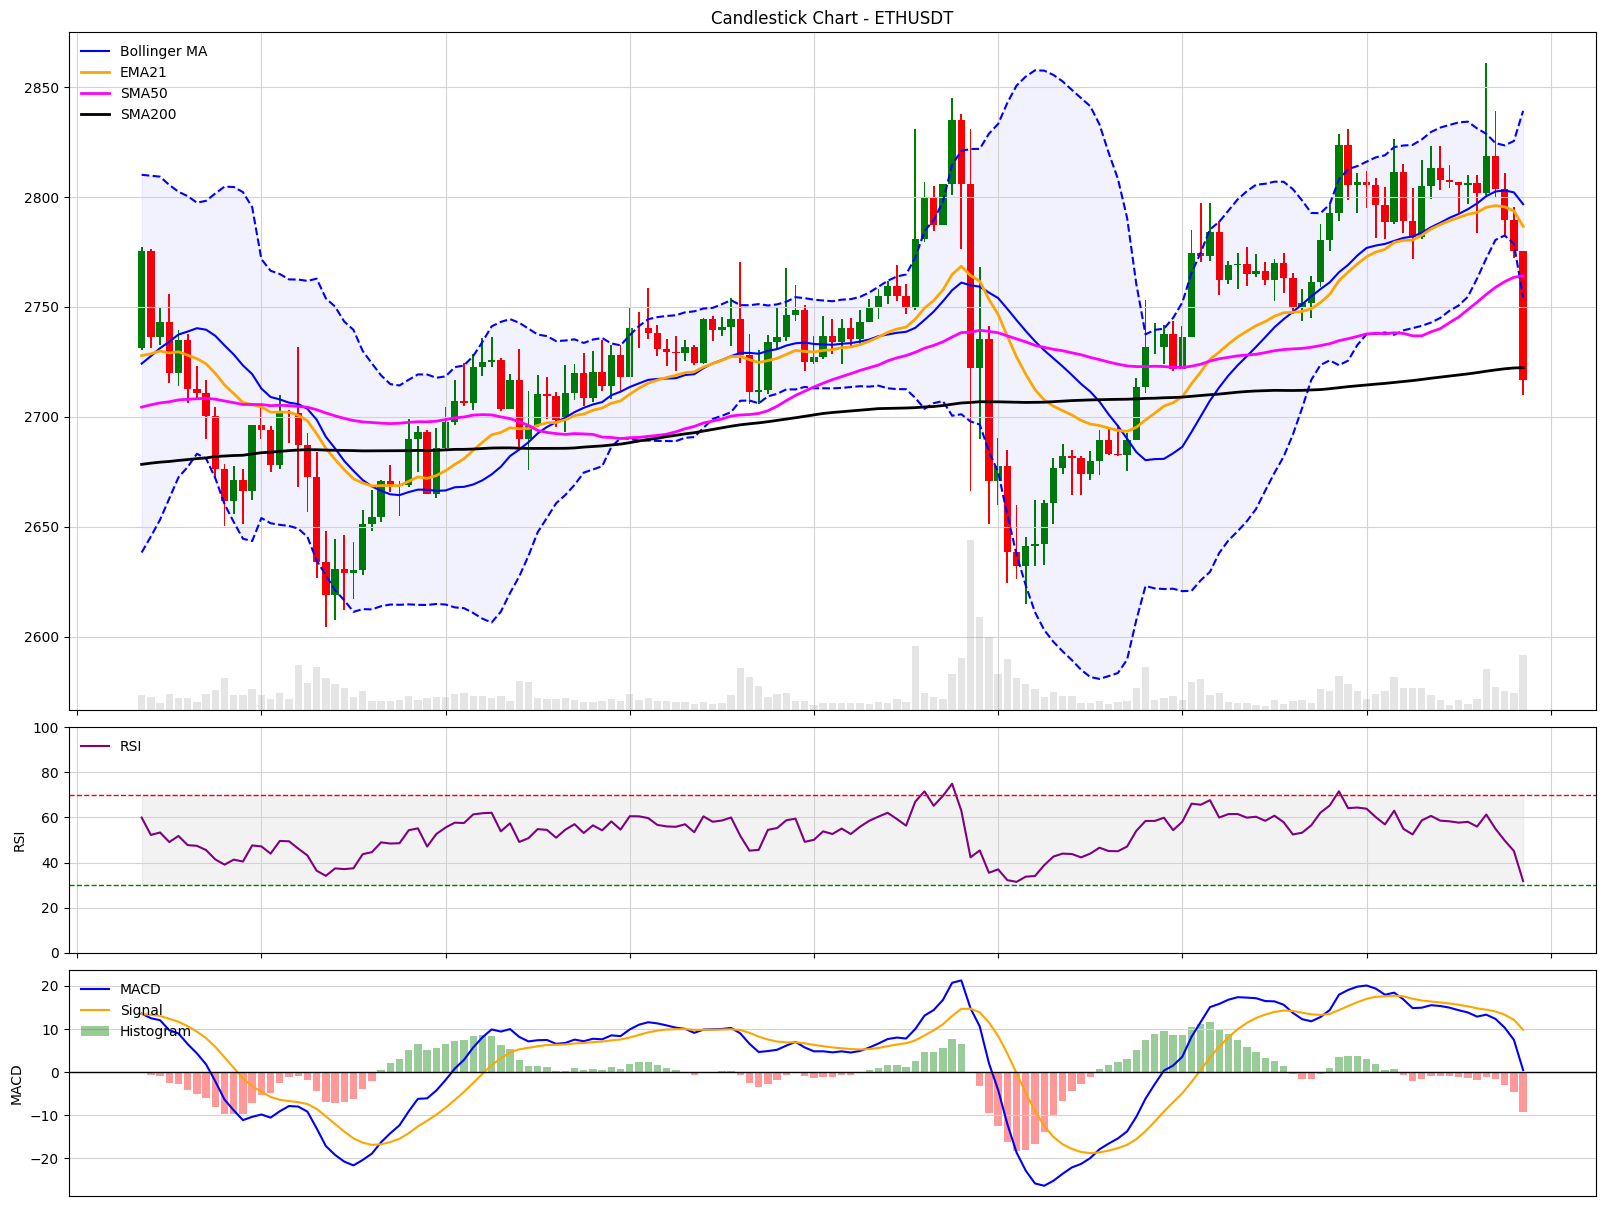 Candlestick Chart - ETHUSDT
Bollinger MA
EMA21
SMA50
SMA200
2850
2800
2750
2700
2650
2600
100
80
60
40
20
0
RSI
RSI
20
10
0
−10
−20
MACD
MACD
Signal
Histogram